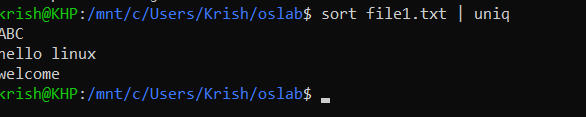 krish@KHP:/mnt/c/Users/Krish/oslab$ sort file1.txt | uniq
ABC
hello linux
welcome
krish@KHP:/mnt/c/Users/Krish/oslab$